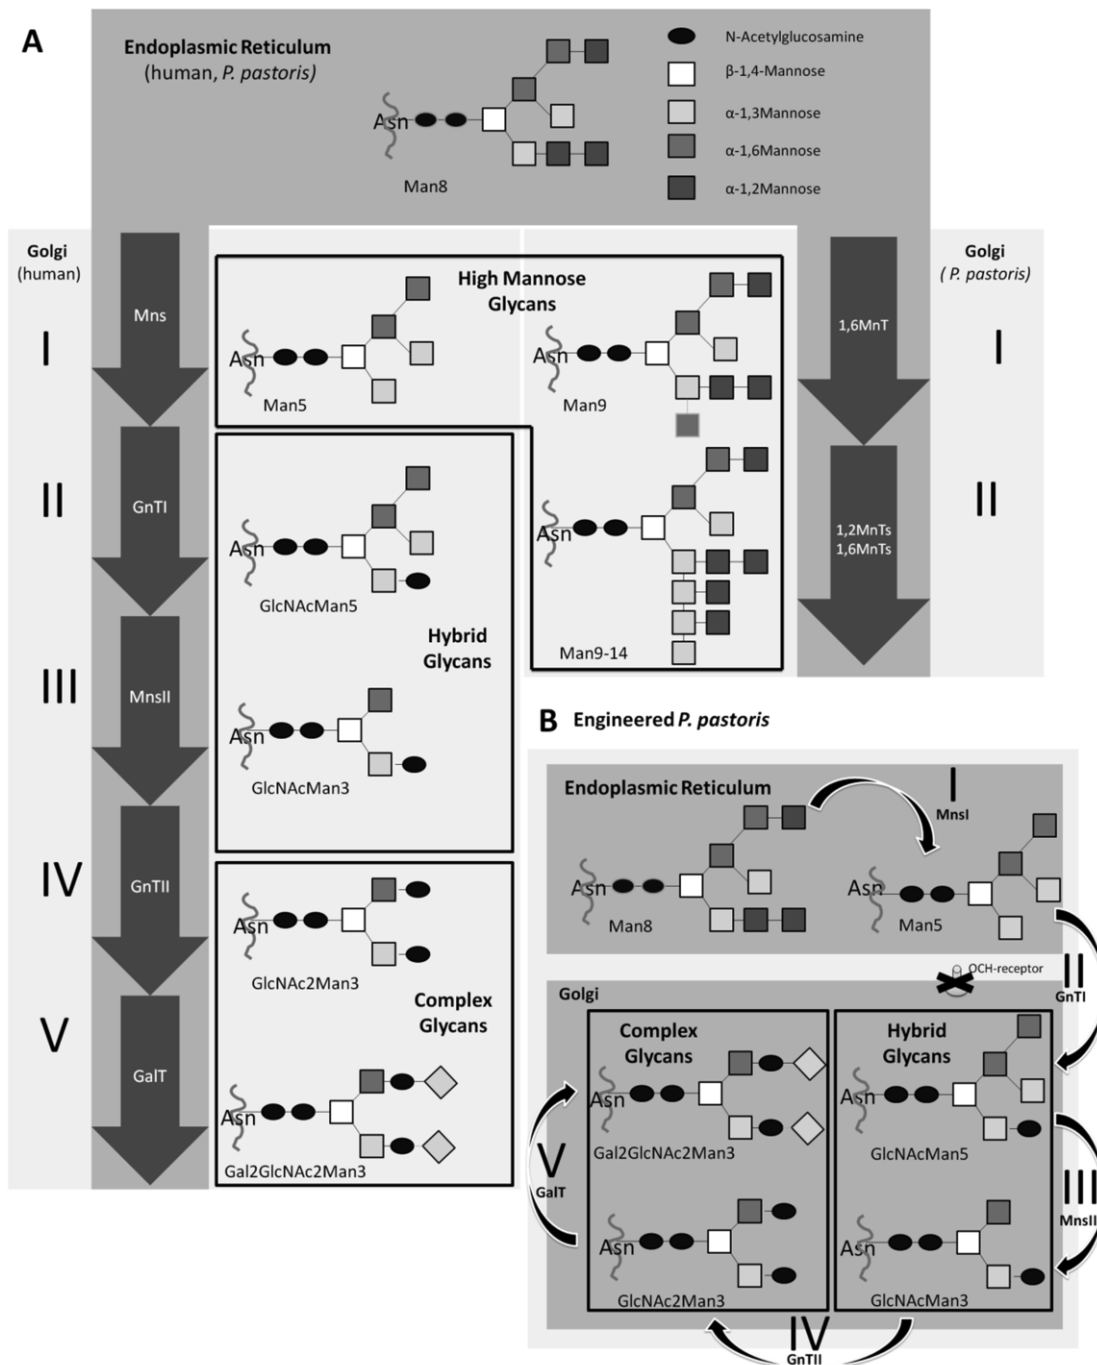 A
Endoplasmic Reticulum
(human, P. pastoris)
Asn
Man8
N-Acetylglucosamine
β-1,4-Mannose
α-1,3Mannose
α-1,6Mannose
α-1,2Mannose
Golgi
(human)
I
II
III
IV
V
Mns
GnTI
MnsII
GnTII
GalT
High Mannose
Glycans
Asn
Man5
Asn
Man9
Asn
Man9-14
Asn
GlcNAcMan5
Hybrid
Glycans
Asn
GlcNAcMan3
Asn
GlcNAc2Man3
Complex
Glycans
Asn
Gal2GlcNAc2Man3
1,6MnT
1,2MnTs
1,6MnTs
Golgi
( P. pastoris)
I
II
B Engineered P. pastoris
Endoplasmic Reticulum
I
MnsI
Asn
Man8
Asn
Man5
OCH-receptor
II
GnTI
Golgi
Complex
Glycans
Asn
Gal2GlcNAc2Man3
Hybrid
Glycans
Asn
GlcNAcMan5
V
GalT
III
MnsII
Asn
GlcNAc2Man3
Asn
GlcNAcMan3
IV
GnTII